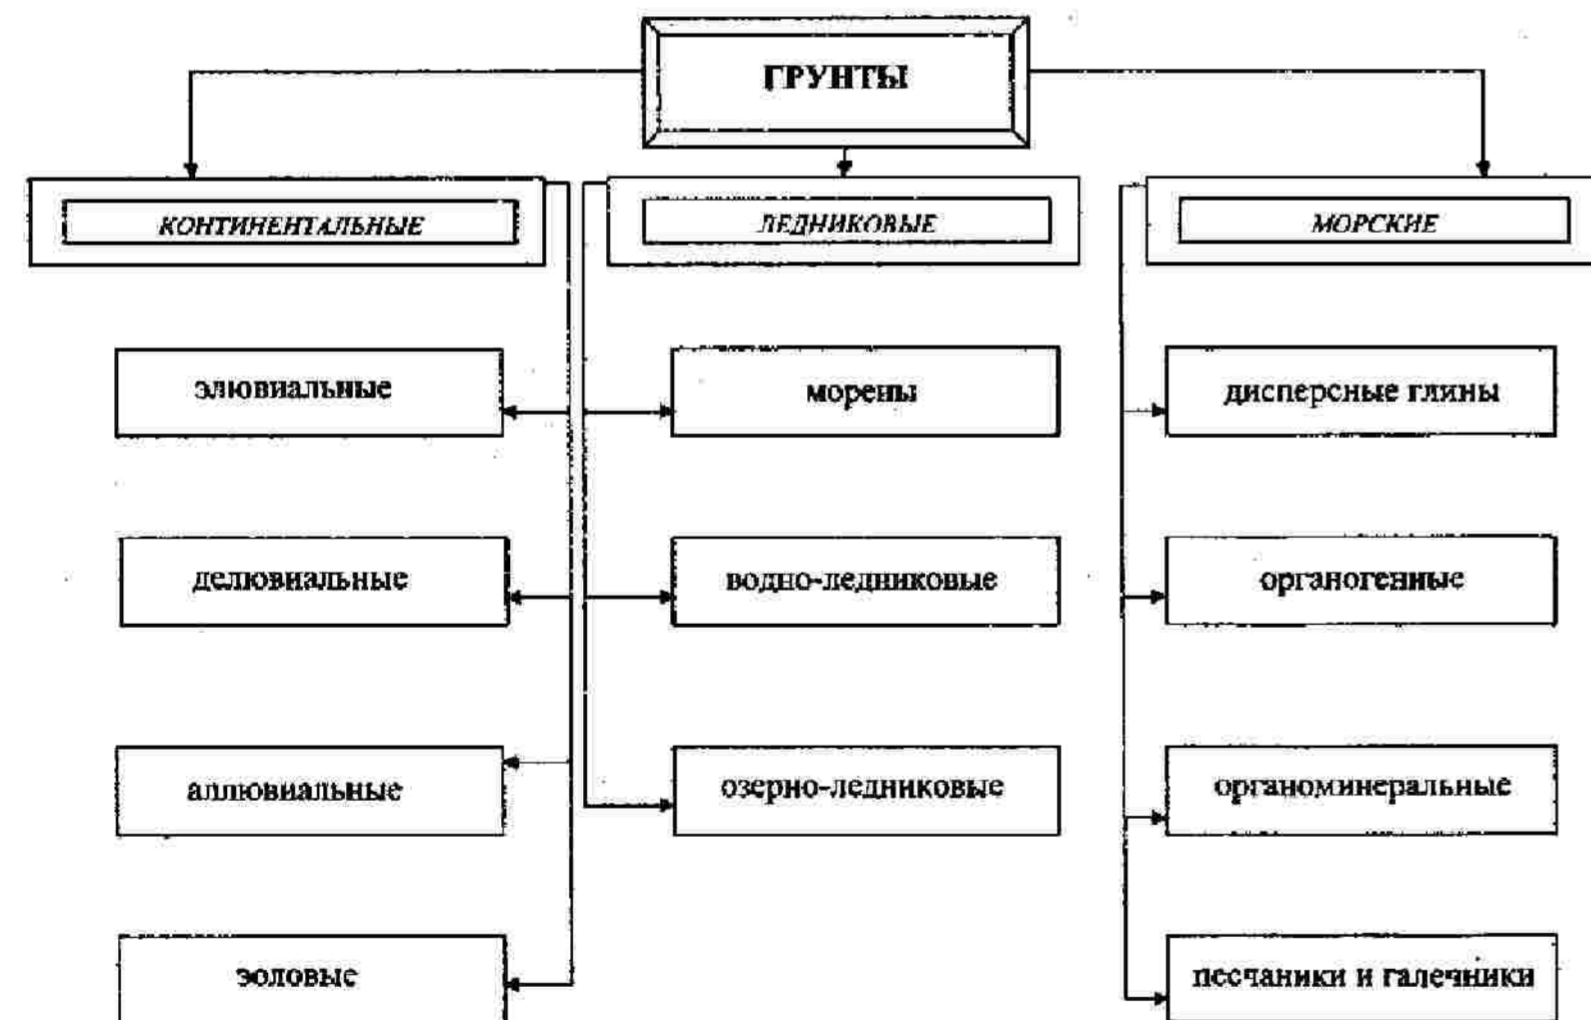 ГРУНТЫ
КОНТИНЕНТАЛЬНЫЕ
ЛЕДНИКОВЫЕ
МОРСКИЕ
элювиальные
морены
дисперсные глины
делювиальные
водно-ледниковые
органогенные
аллювиальные
озерно-ледниковые
органоминеральные
эоловые
песчаники и галечники